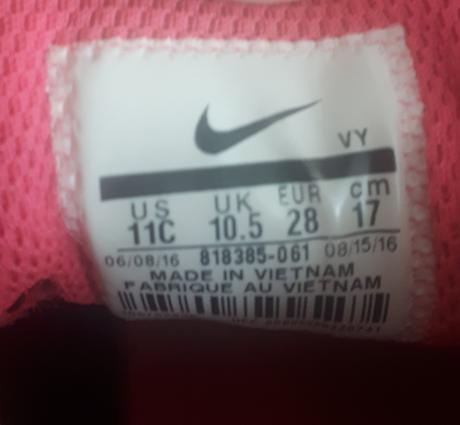 VY
US UK EUR cm
11C 10.5 28 17
06/08/16 818385-061 08/15/16
MADE IN VIETNAM
FABRIQUE AU VIETNAM